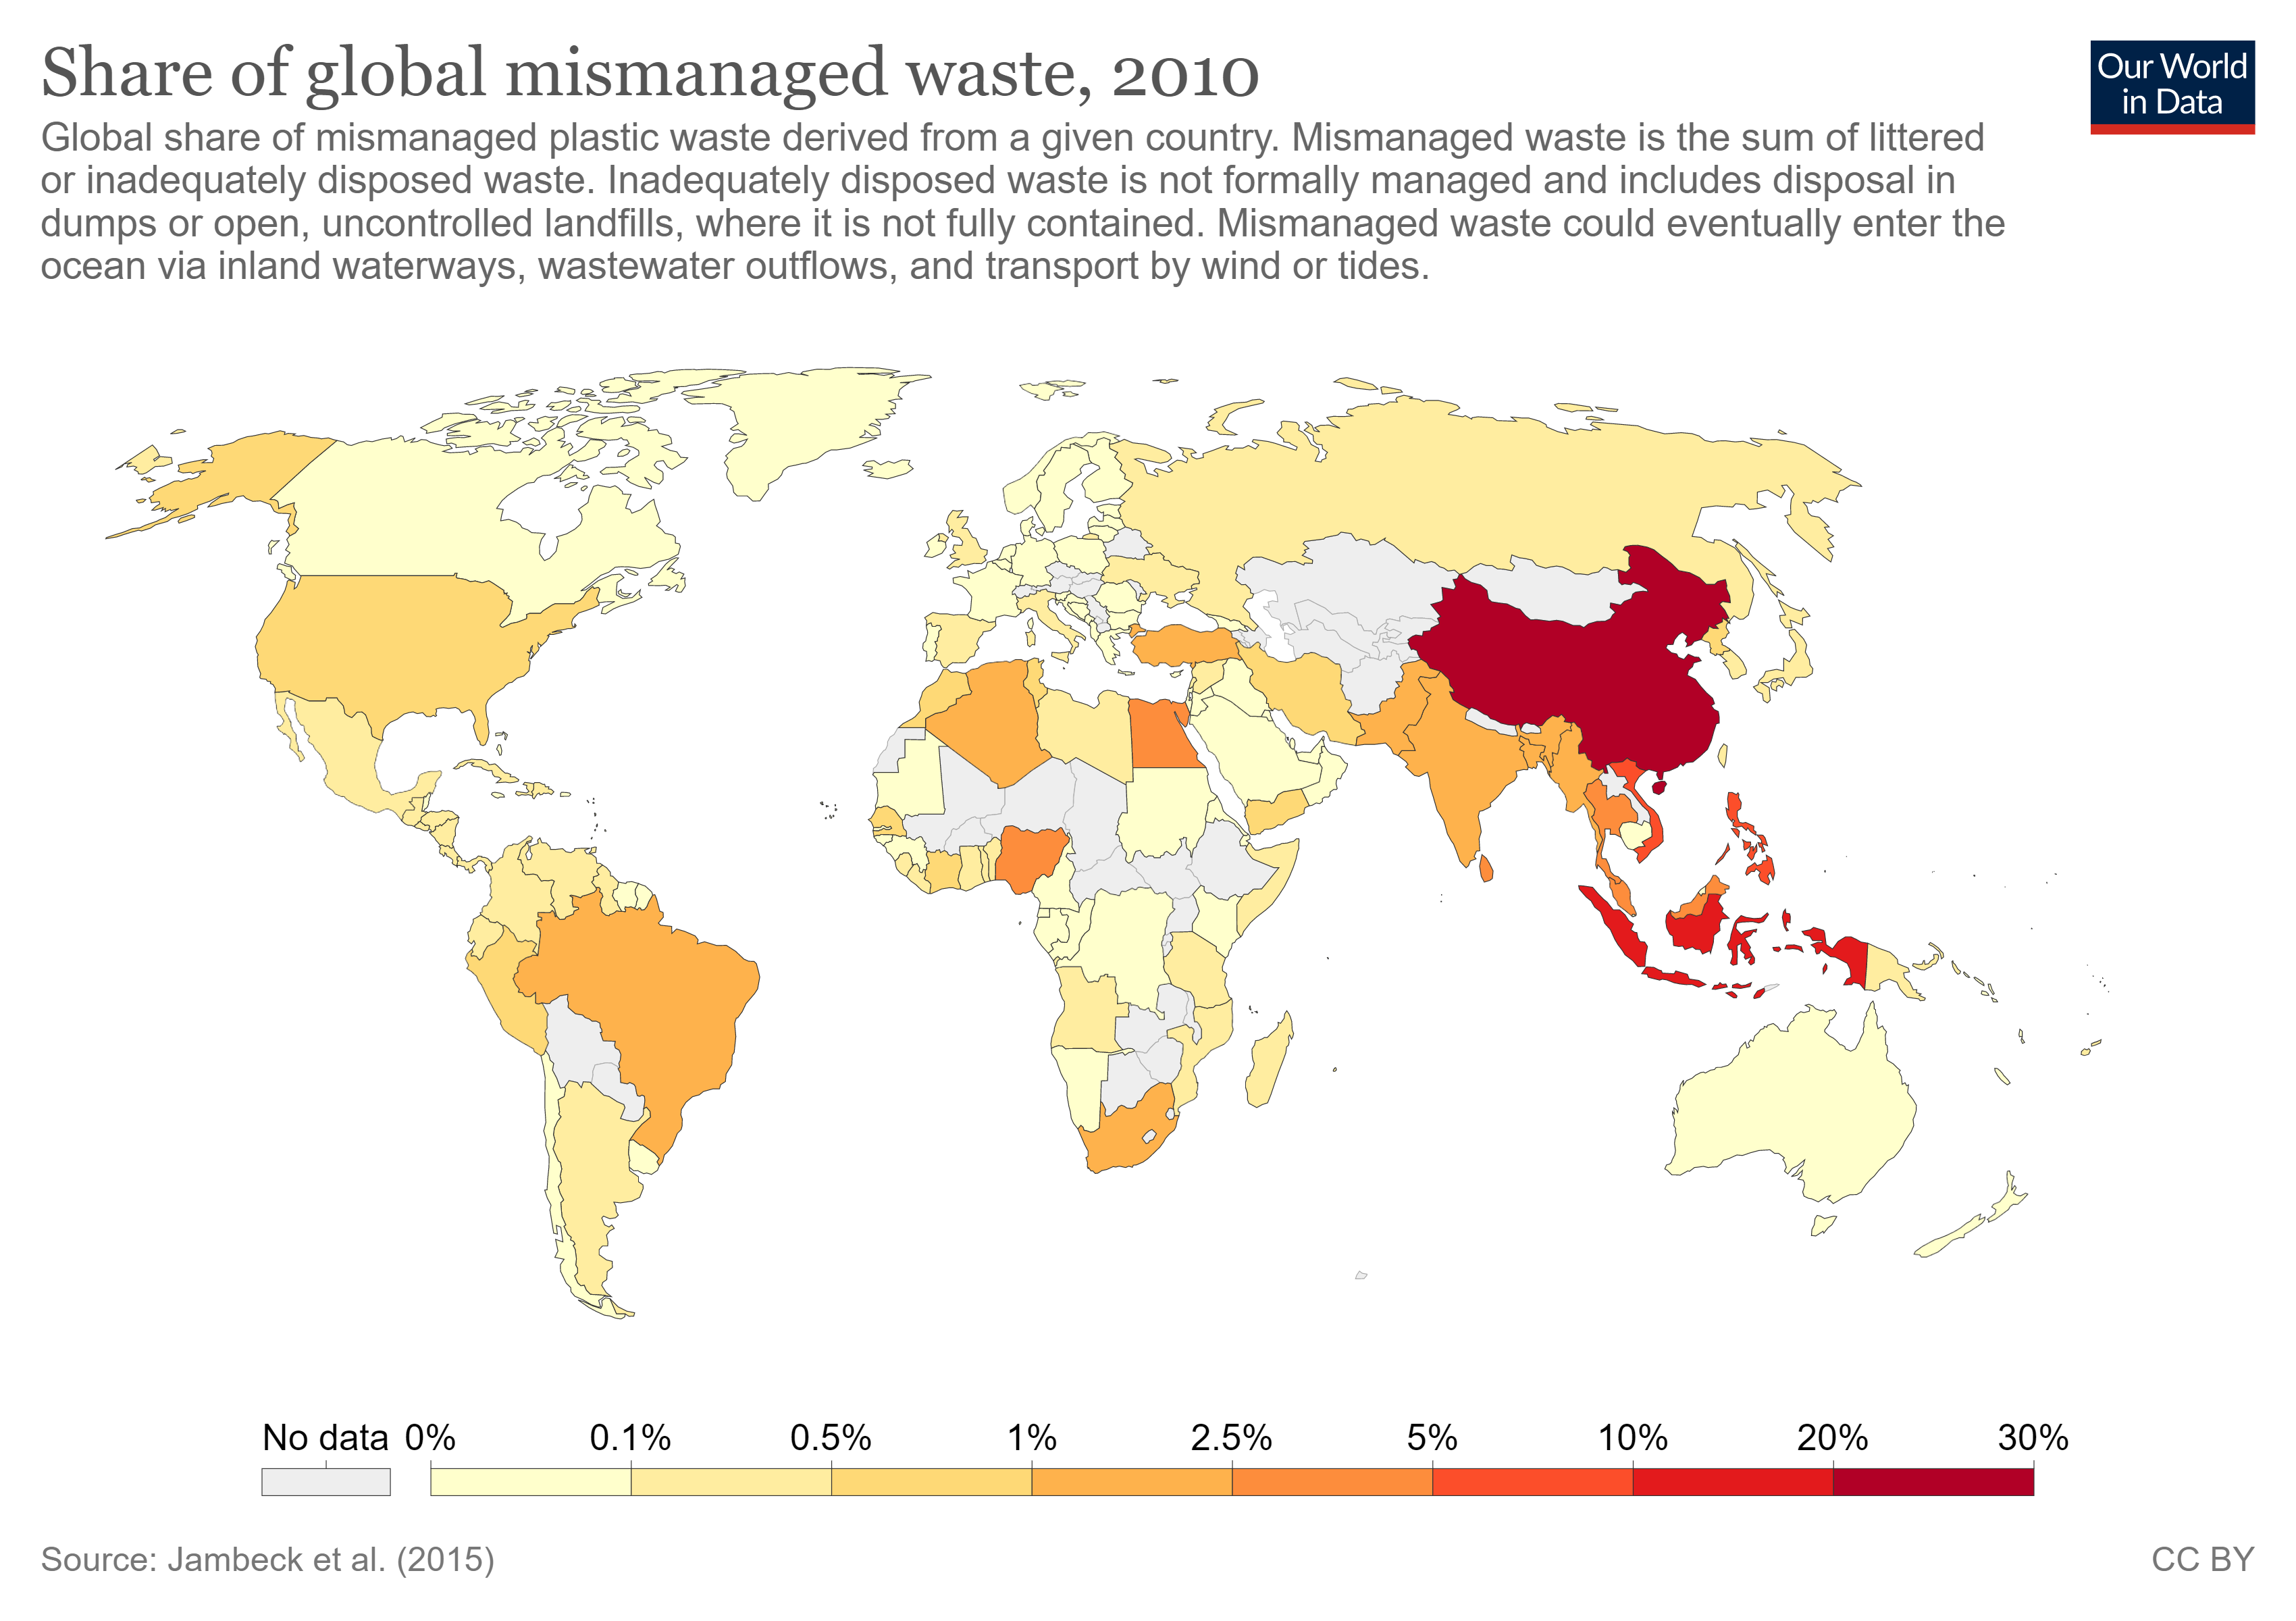 Share of global mismanaged waste, 2010
Our World
in Data
Global share of mismanaged plastic waste derived from a given country. Mismanaged waste is the sum of littered
or inadequately disposed waste. Inadequately disposed waste is not formally managed and includes disposal in
dumps or open, uncontrolled landfills, where it is not fully contained. Mismanaged waste could eventually enter the
ocean via inland waterways, wastewater outflows, and transport by wind or tides.
No data 0% 0.1% 0.5% 1% 2.5% 5% 10% 20% 30%
Source: Jambeck et al. (2015)
CC BY